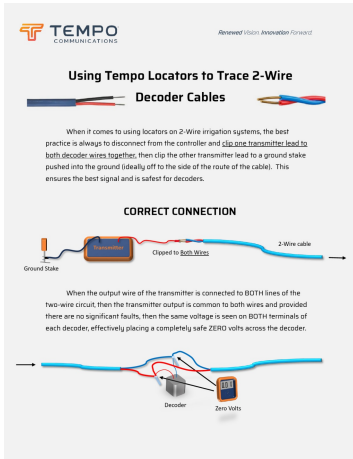 TEMPO
COMMUNICATIONS
Renewed Vision. Innovation Forward.
Using Tempo Locators to Trace 2-Wire
Decoder Cables
When it comes to using locators on 2-Wire irrigation systems, the best
practice is always to disconnect from the controller and clip one transmitter lead to
both decoder wires together, then clip the other transmitter lead to a ground stake
pushed into the ground (ideally off to the side of the route of the cable). This
ensures the best signal and is safest for decoders.
CORRECT CONNECTION
Transmitter
Clipped to Both Wires
2-Wire cable
Ground Stake
When the output wire of the transmitter is connected to BOTH lines of the
two-wire circuit, then the transmitter output is common to both wires and provided
there are no significant faults, then the same voltage is seen on BOTH terminals of
each decoder, effectively placing a completely safe ZERO volts across the decoder.
Decoder
Zero Volts